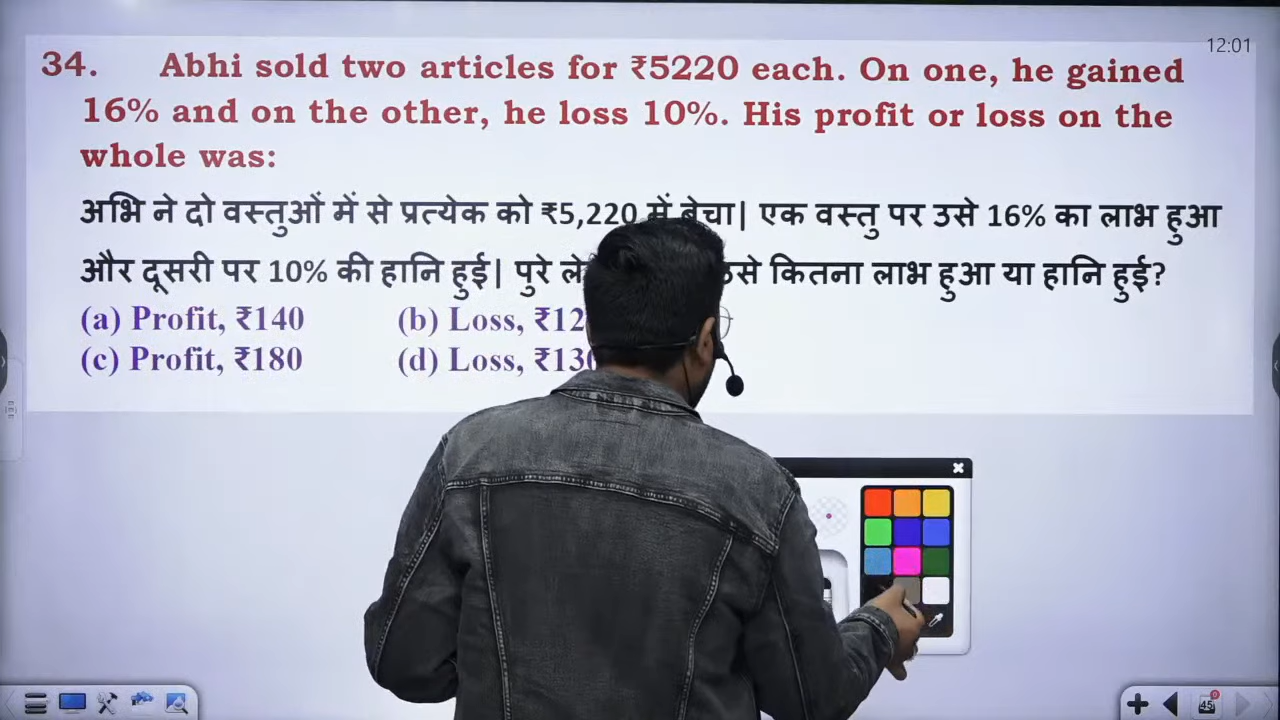 12:01
34. Abhi sold two articles for ₹5220 each. On one, he gained
16% and on the other, he loss 10%. His profit or loss on the
whole was:
अभि ने दो वस्तुओं में से प्रत्येक को ₹5,220 में बेचा| एक वस्तु पर उसे 16% का लाभ हुआ
और दूसरी पर 10% की हानि हुई| पुरे कितना लाभ हुआ या हानि हुई?
(a) Profit, ₹140 (b) Loss,
(c) Profit, ₹180 (d) Loss,
45